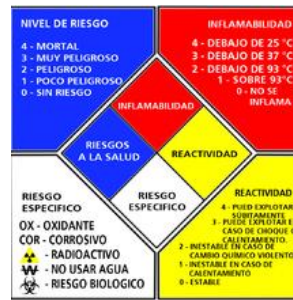 NIVEL DE RIESGO
4 - MORTAL
3 - MUY PELIGROSO
2 - PELIGROSO
1 - POCO PELIGROSO
0 - SIN RIESGO
INFLAMABILIDAD
4 - DEBAJO DE 25 °C
3 - DEBAJO DE 37 °C
2 - DEBAJO DE 93 °C
1 - SOBRE 93°C
0 - NO SE
INFLAMA
INFLAMABILIDAD
RIESGOS
A LA SALUD
REACTIVIDAD
RIESGO
ESPECIFICO
RIESGO
ESPECIFICO
OX - OXIDANTE
COR - CORROSIVO
- RADIOACTIVO
W - NO USAR AGUA
- RIESGO BIOLOGICO
REACTIVIDAD
4 - PUED EXPLOTAR
SÚBITAMENTE
3 - PUEDE EXPLOTAR E
CASO DE CHOQUE O
CALENTAMIENTO.
2 - INESTABLE EN CASO DE
CAMBIO QUÍMICO VIOLENTO
1 - INESTABLE EN CASO DE
CALENTAMIENTO
0 - ESTABLE